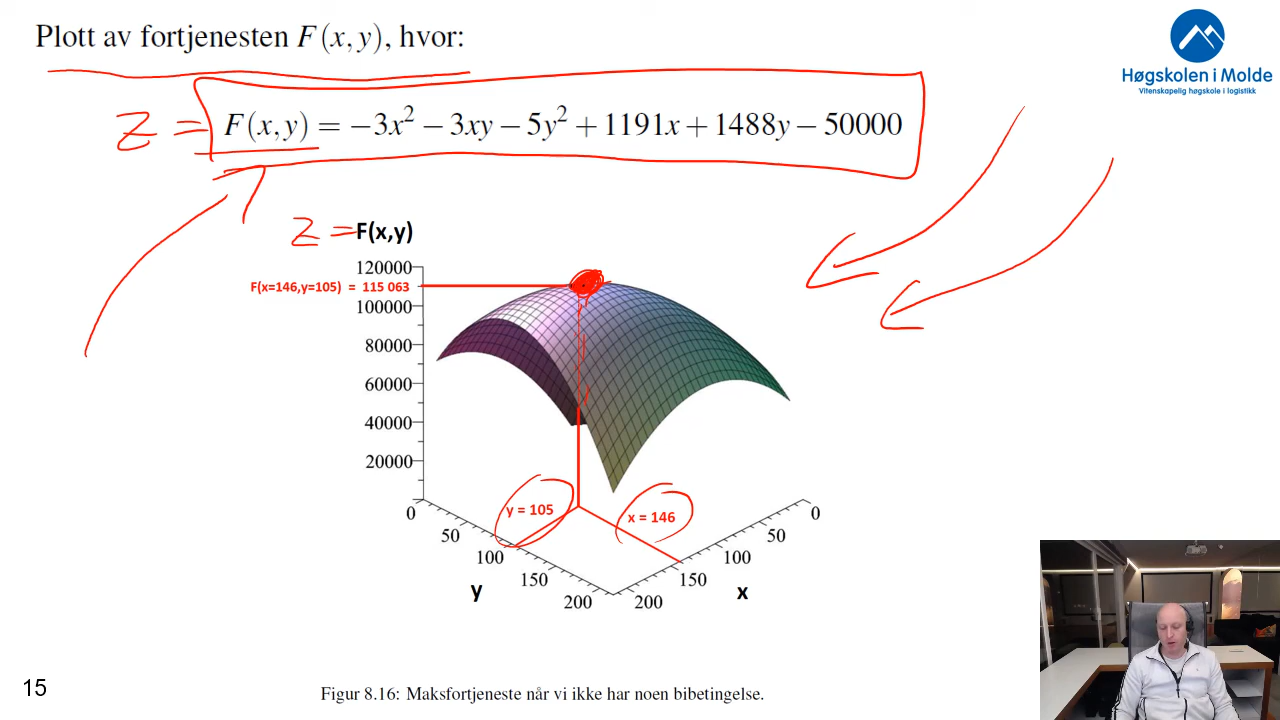 Plott av fortjenesten F(x,y), hvor:
Høgskolen i Molde
Vitenskapelig høgskole i logistikk
z = F(x,y) = −3x² − 3xy − 5y² + 1191x + 1488y − 50000
z = F(x,y)
120000
F(x=146,y=105) = 115 063
100000
80000
60000
40000
20000
y = 105
x = 146
0
50
100
150
200
y
0
50
100
150
200
x
15
Figur 8.16: Maksfortjeneste når vi ikke har noen bibetingelse.